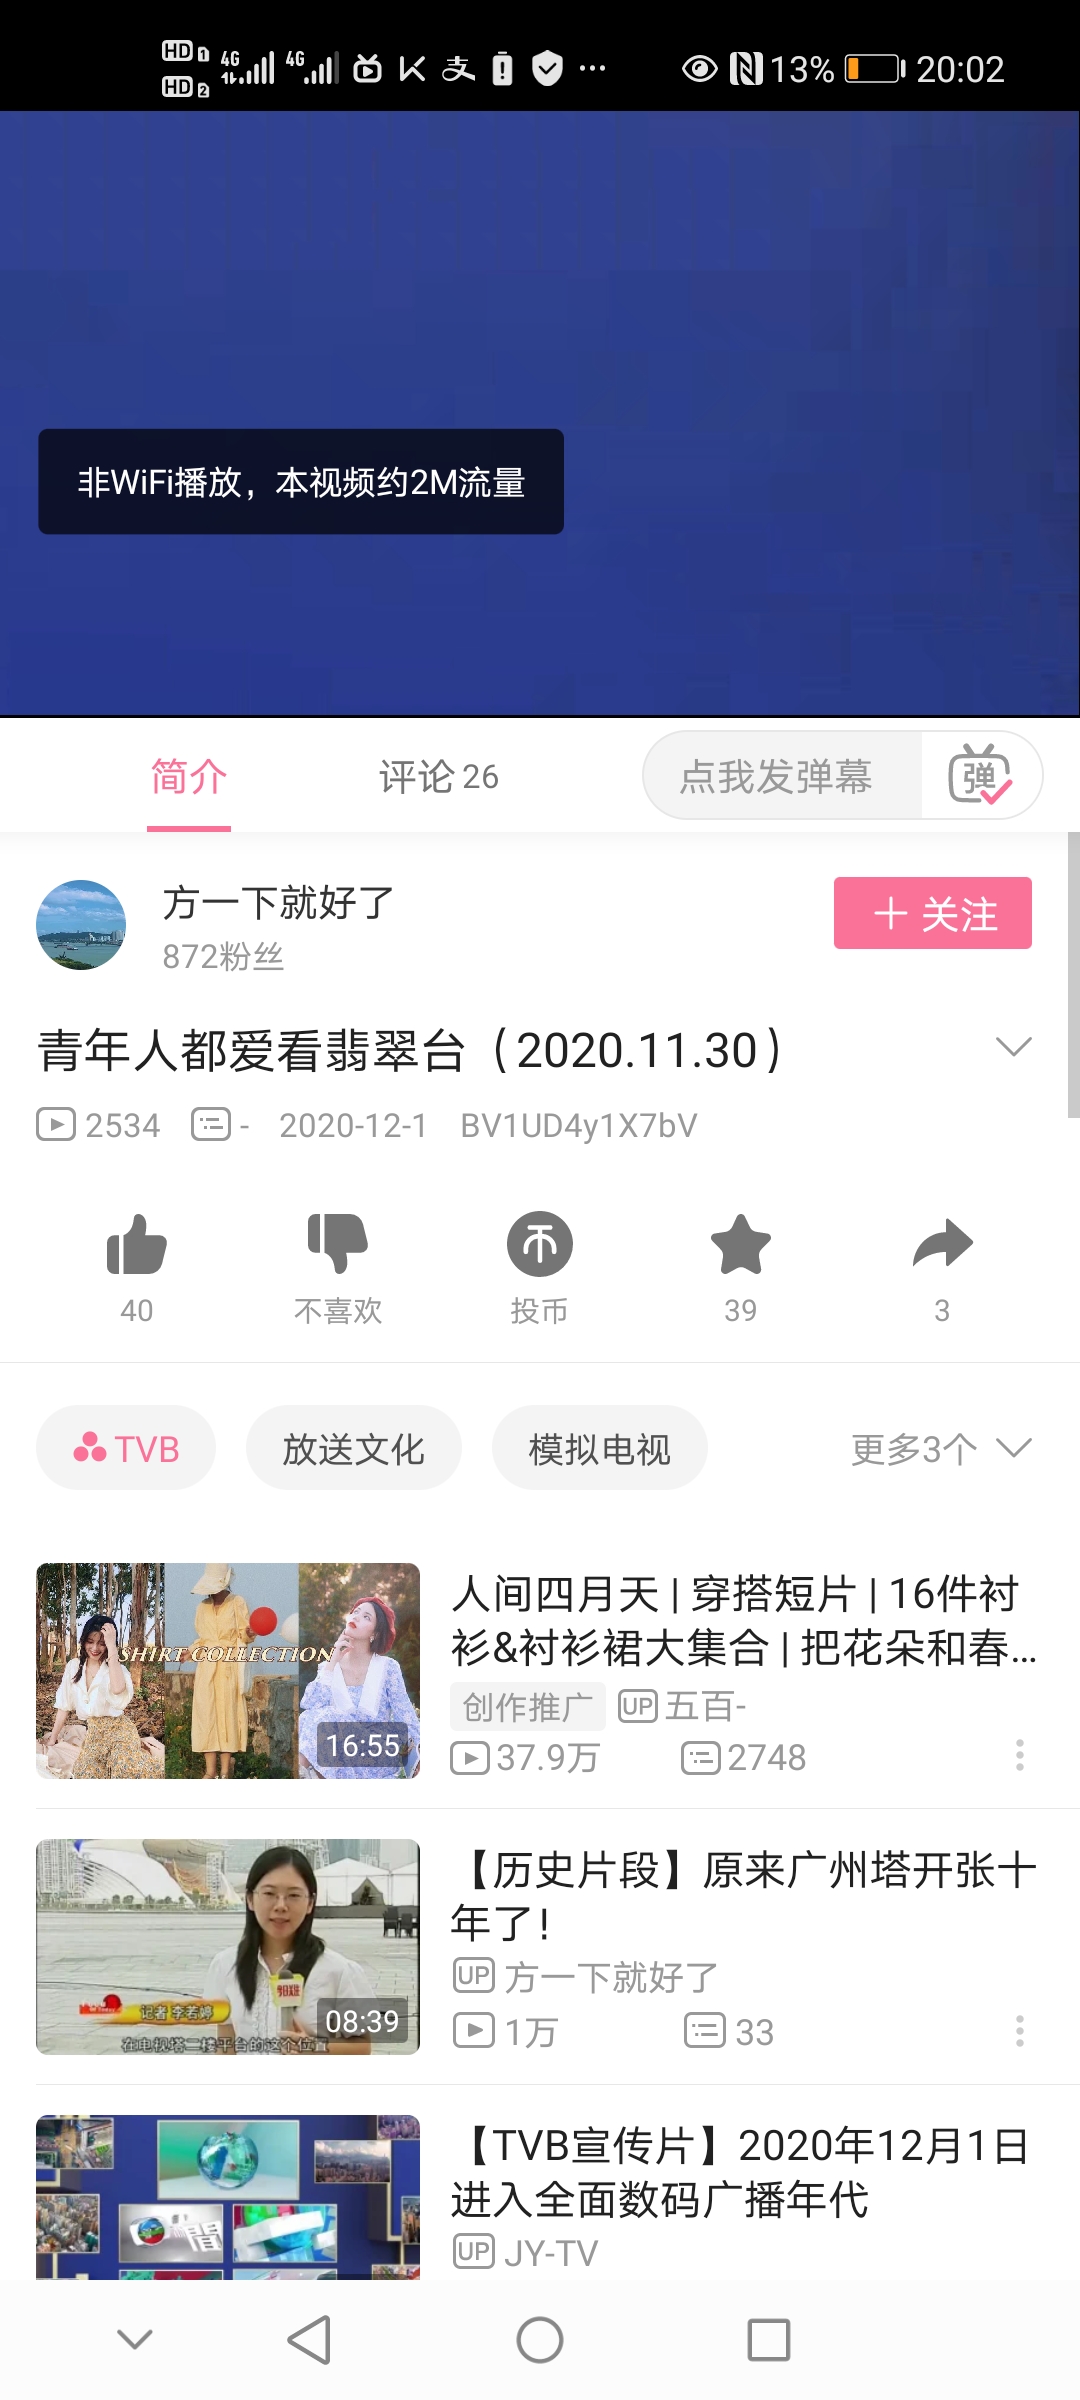 HD 1 4G 4G 13% 20:02
HD 2
非WiFi播放，本视频约2M流量
简介 评论 26 点我发弹幕 弹
方一下就好了
872粉丝
关注
青年人都爱看翡翠台（2020.11.30）
2534 - 2020-12-1 BV1UD4y1X7bV
40 不喜欢 投币 39 3
TVB 放送文化 模拟电视 更多3个
人间四月天 | 穿搭短片 | 16件衬
衫&衬衫裙大集合 | 把花朵和春...
SHIRT COLLECTION
16:55
创作推广 UP 五百-
37.9万 2748
【历史片段】原来广州塔开张十
年了！
UP 方一下就好了
1万 33
记者 李若婷
08:39
在电视塔二楼平台的这个位置
【TVB宣传片】2020年12月1日
进入全面数码广播年代
UP JY-TV